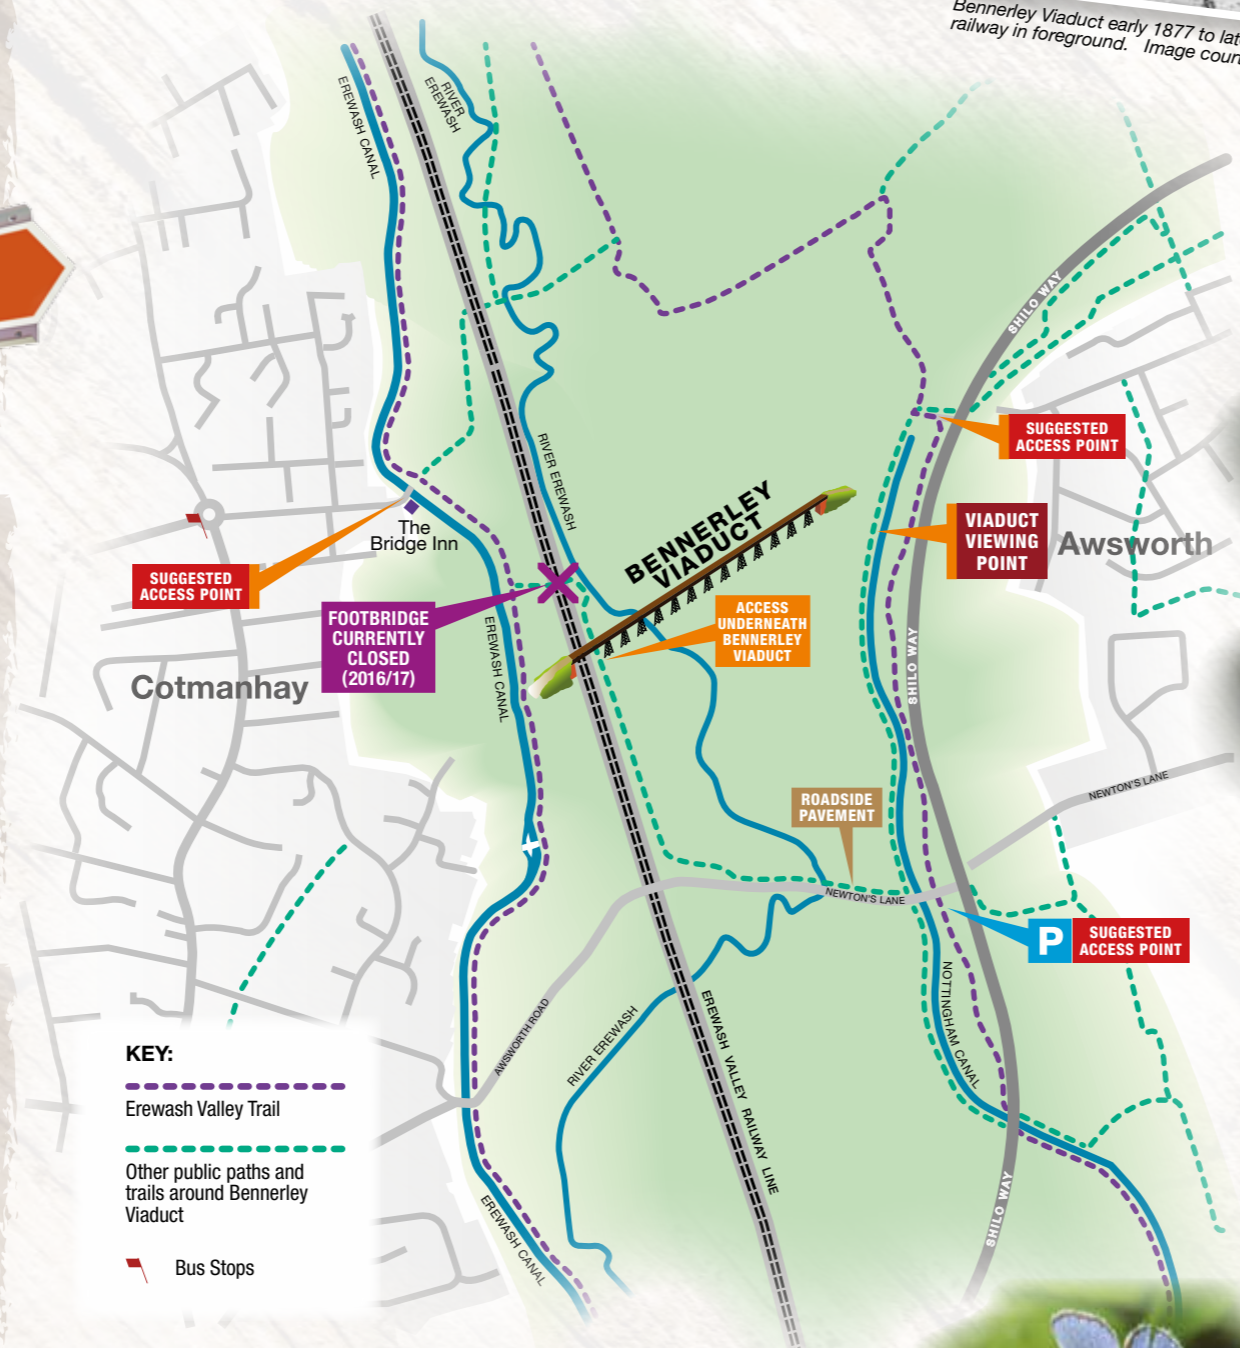 Bennerley Viaduct early 1877 to lat
railway in foreground. Image cour
EREWASH CANAL
RIVER
EREWASH
SHILO WAY
SUGGESTED
ACCESS POINT
RIVER EREWASH
BENNERLEY
VIADUCT
The
Bridge Inn
VIADUCT
VIEWING
POINT
Awsworth
SUGGESTED
ACCESS POINT
FOOTBRIDGE
CURRENTLY
CLOSED
(2016/17)
ACCESS
UNDERNEATH
BENNERLEY
VIADUCT
EREWASH CANAL
SHILO WAY
Cotmanhay
NEWTON'S LANE
ROADSIDE
PAVEMENT
NEWTON'S LANE
P
SUGGESTED
ACCESS POINT
NOTTINGHAM CANAL
AWSWORTH ROAD
RIVER EREWASH
EREWASH VALLEY RAILWAY LINE
SHILO WAY
EREWASH CANAL
KEY:
Erewash Valley Trail
Other public paths and
trails around Bennerley
Viaduct
Bus Stops